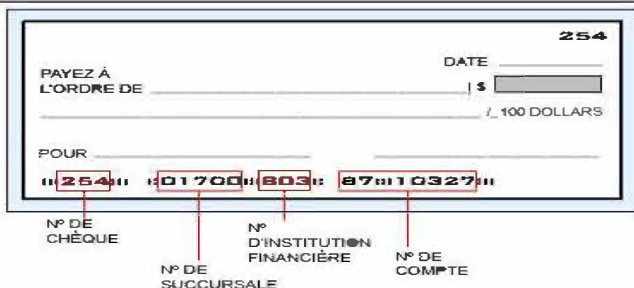 254
DATE
PAYEZ À
L'ORDRE DE
$
/ 100 DOLLARS
POUR
⑈254⑈ ⑆01700⑉803⑆ 87⑈10327⑈
Nº DE
CHÈQUE
Nº DE
SUCCURSALE
Nº
D'INSTITUTION
FINANCIÈRE
Nº DE
COMPTE